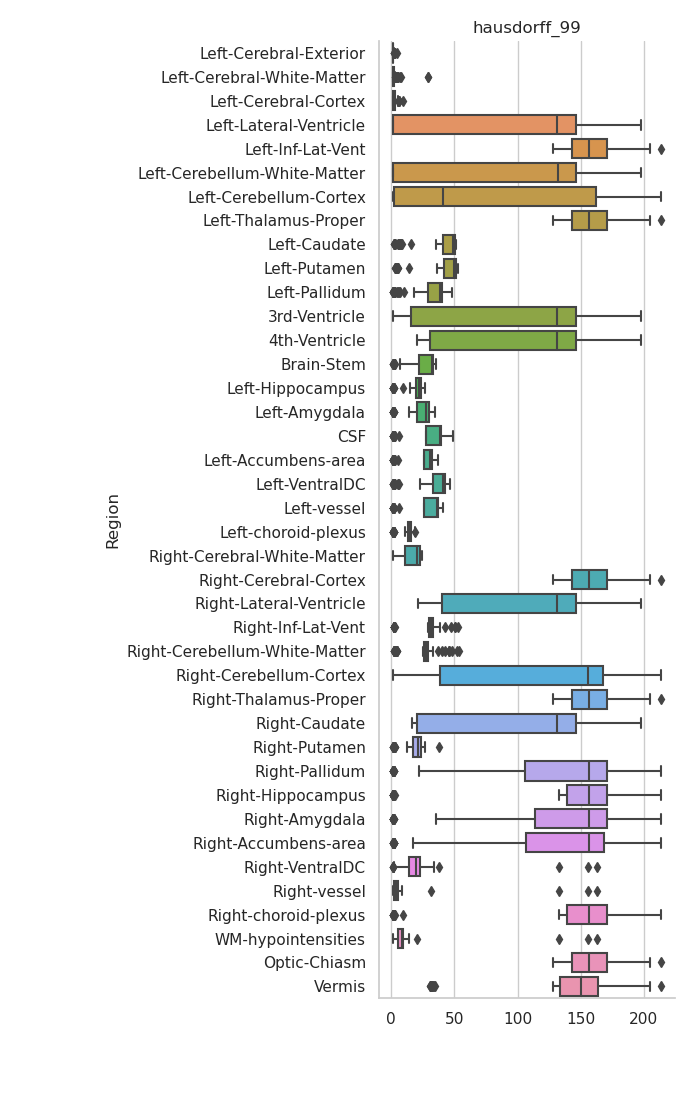 hausdorff_99
Left-Cerebral-Exterior
Left-Cerebral-White-Matter
Left-Cerebral-Cortex
Left-Lateral-Ventricle
Left-Inf-Lat-Vent
Left-Cerebellum-White-Matter
Left-Cerebellum-Cortex
Left-Thalamus-Proper
Left-Caudate
Left-Putamen
Left-Pallidum
3rd-Ventricle
4th-Ventricle
Brain-Stem
Left-Hippocampus
Left-Amygdala
CSF
Left-Accumbens-area
Left-VentralDC
Left-vessel
Left-choroid-plexus
Right-Cerebral-White-Matter
Right-Cerebral-Cortex
Right-Lateral-Ventricle
Right-Inf-Lat-Vent
Right-Cerebellum-White-Matter
Right-Cerebellum-Cortex
Right-Thalamus-Proper
Right-Caudate
Right-Putamen
Right-Pallidum
Right-Hippocampus
Right-Amygdala
Right-Accumbens-area
Right-VentralDC
Right-vessel
Right-choroid-plexus
WM-hypointensities
Optic-Chiasm
Vermis
Region
0 50 100 150 200